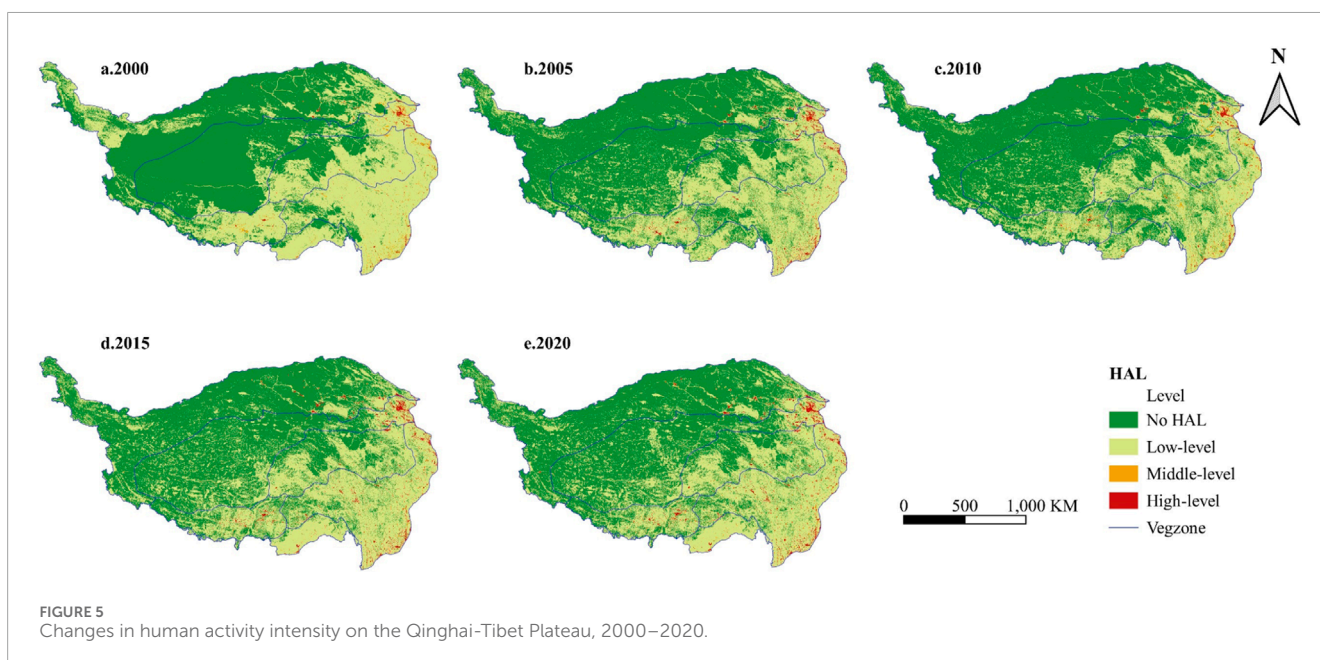 a.2000
b.2005
c.2010
N
d.2015
e.2020
HAL
Level
No HAL
Low-level
Middle-level
High-level
Vegzone
0 500 1,000 KM
FIGURE 5
Changes in human activity intensity on the Qinghai-Tibet Plateau, 2000–2020.